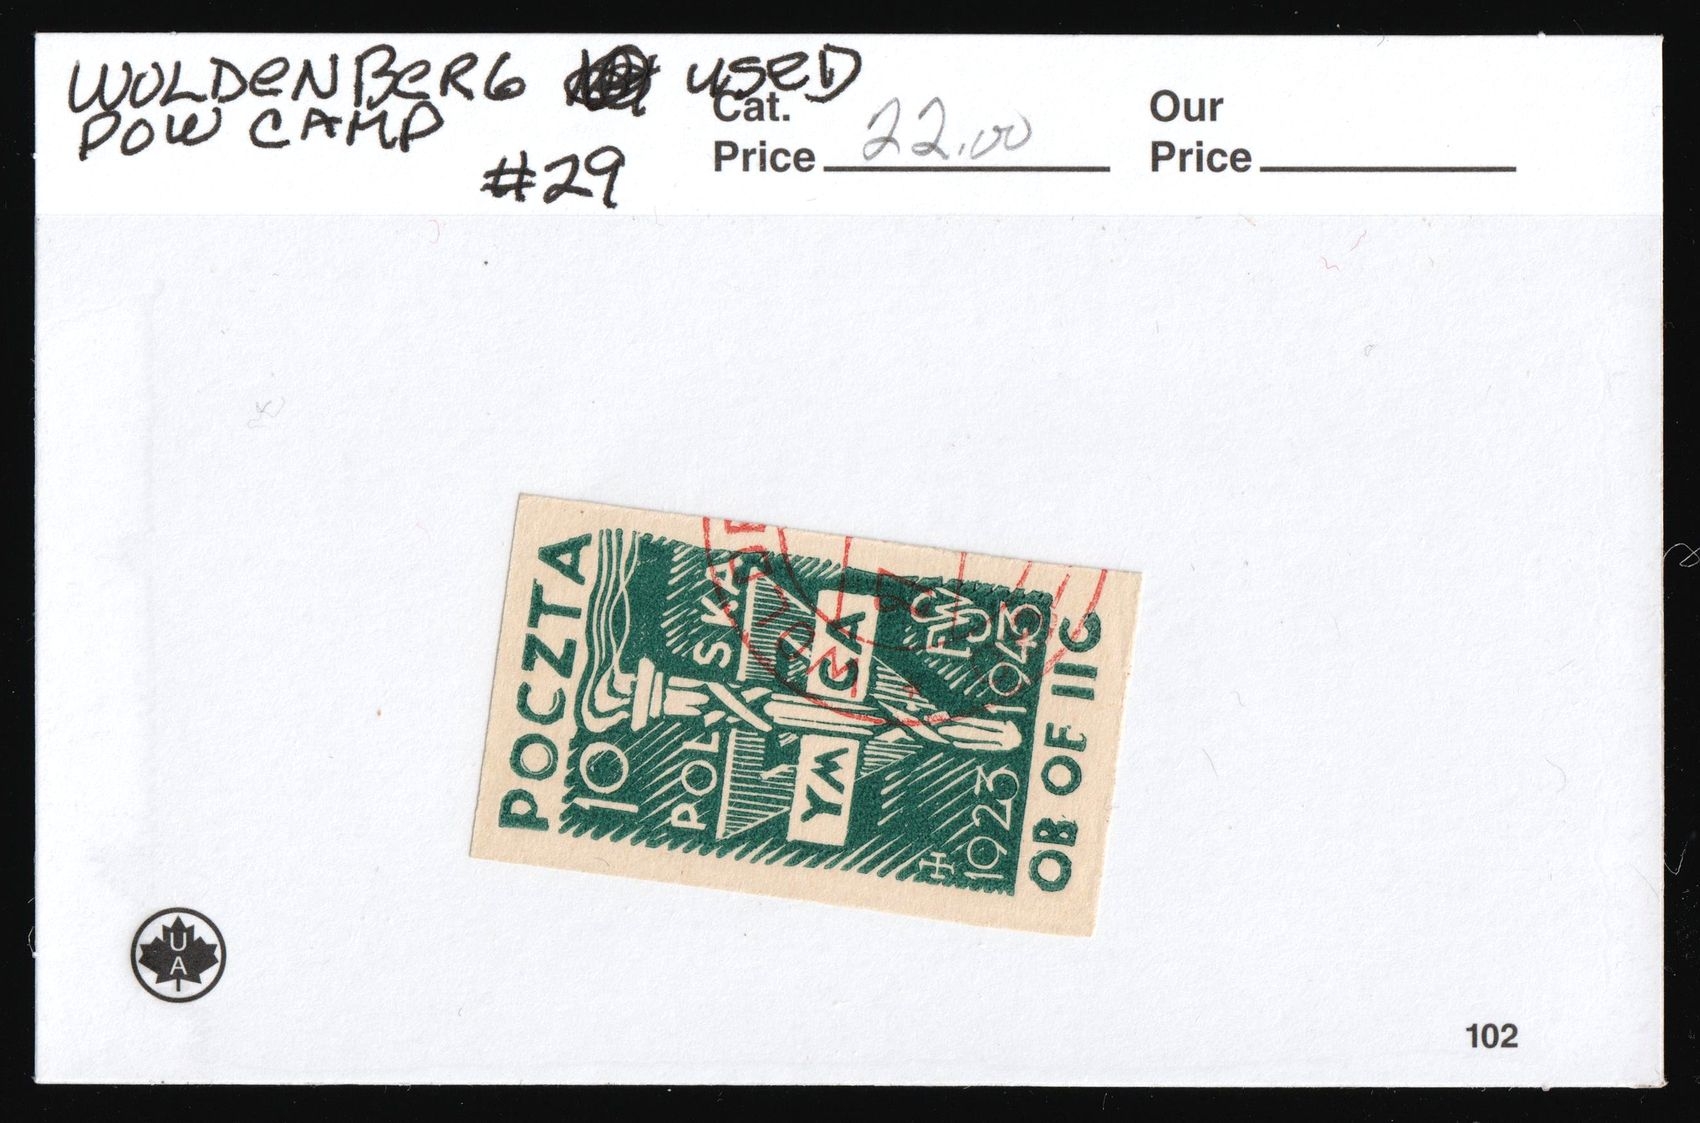 WOLDENBERG USED
POW CAMP
#29
Cat.
Price 22.00
Our
Price
POCZTA
10
POLSKA
YMCA
1923 1943
OB OF IIC
U
A
102